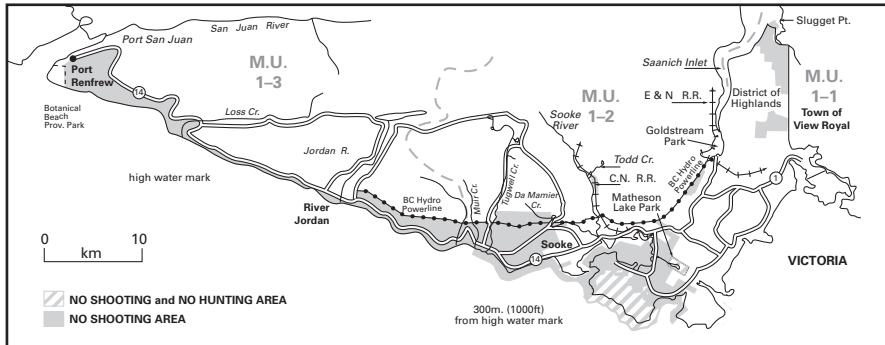 Slugget Pt.
San Juan River
Port San Juan
M.U.
1–3
Saanich Inlet
M.U.
1–1
Port
Renfrew
14
E & N R.R.
District of
Highlands
Town of
View Royal
Botanical
Beach
Prov. Park
Loss Cr.
M.U.
1–2
Sooke
River
Goldstream
Park
Jordan R.
Todd Cr.
C.N. R.R.
BC Hydro
Powerline
1
high water mark
River
Jordan
BC Hydro
Powerline
Muir Cr.
Tugwell Cr.
Da Mamier
Cr.
Matheson
Lake Park
0 10
km
Sooke
14
VICTORIA
NO SHOOTING and NO HUNTING AREA
NO SHOOTING AREA
300m. (1000ft)
from high water mark